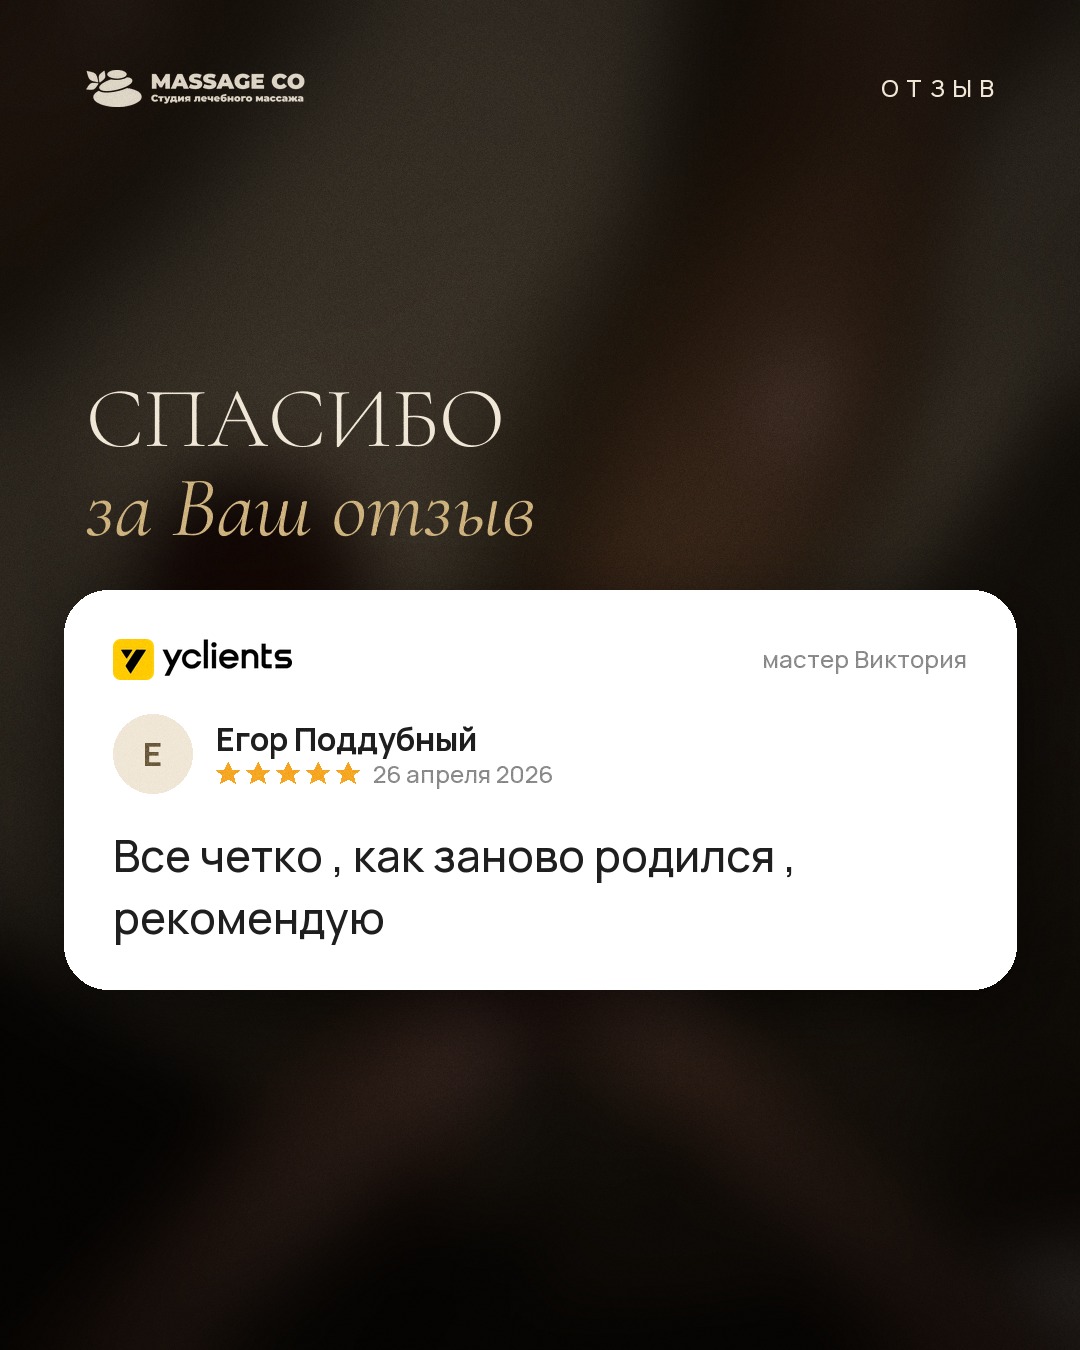 MASSAGE CO
Студия лечебного массажа
ОТЗЫВ
СПАСИБО
за Ваш отзыв
yclients
мастер Виктория
Е
Егор Поддубный
26 апреля 2026
Все четко , как заново родился ,
рекомендую